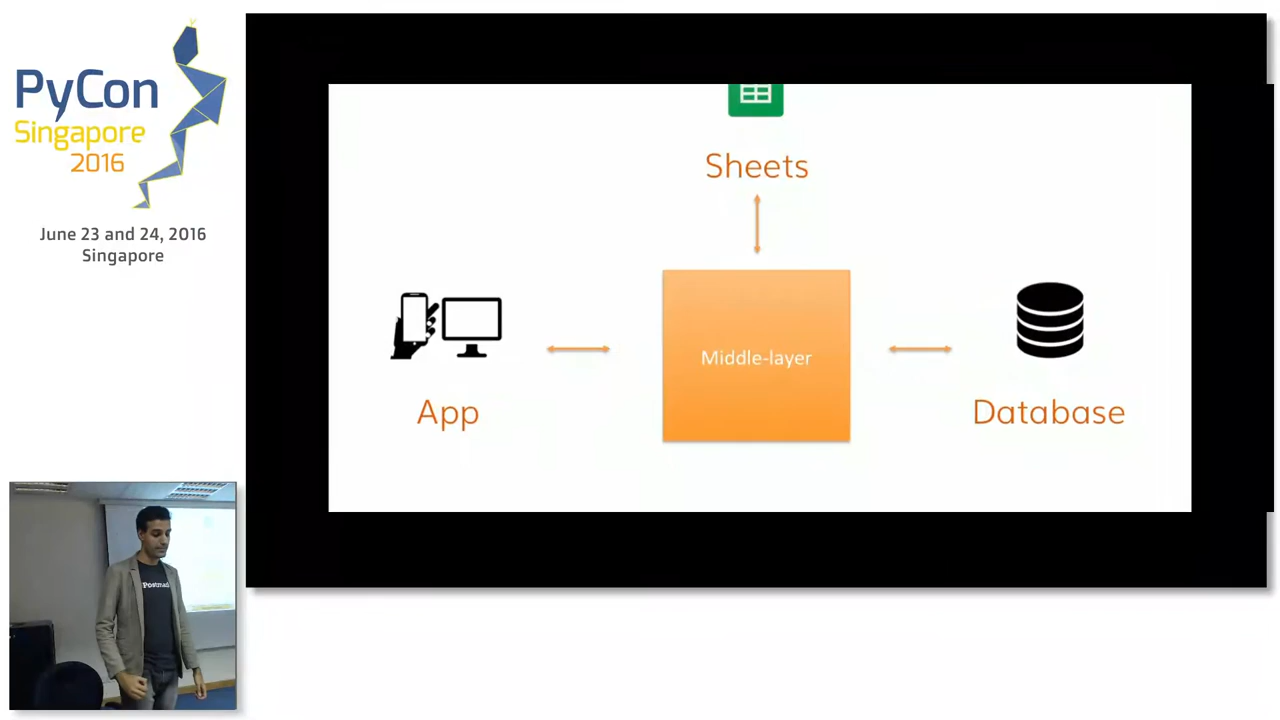 PyCon
Singapore
2016
June 23 and 24, 2016
Singapore
Sheets
Middle-layer
App
Database